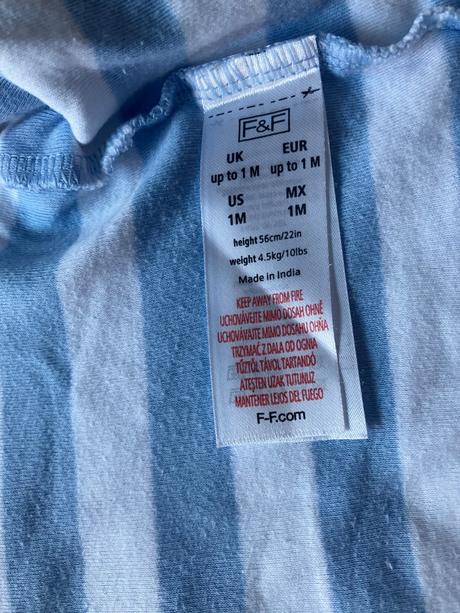 F&F
UK EUR
up to 1 M up to 1 M
US MX
1M 1M
height 56cm/22in
weight 4.5kg/10lbs
Made in India
KEEP AWAY FROM FIRE
UCHOVÁVEJTE MIMO DOSAH OHNĚ
UCHOVÁVAJTE MIMO DOSAHU OHŇA
TRZYMAĆ Z DALA OD OGNIA
TŰZTŐL TÁVOL TARTANDÓ
ATEŞTEN UZAK TUTUNUZ
MANTENER LEJOS DEL FUEGO
F-F.com